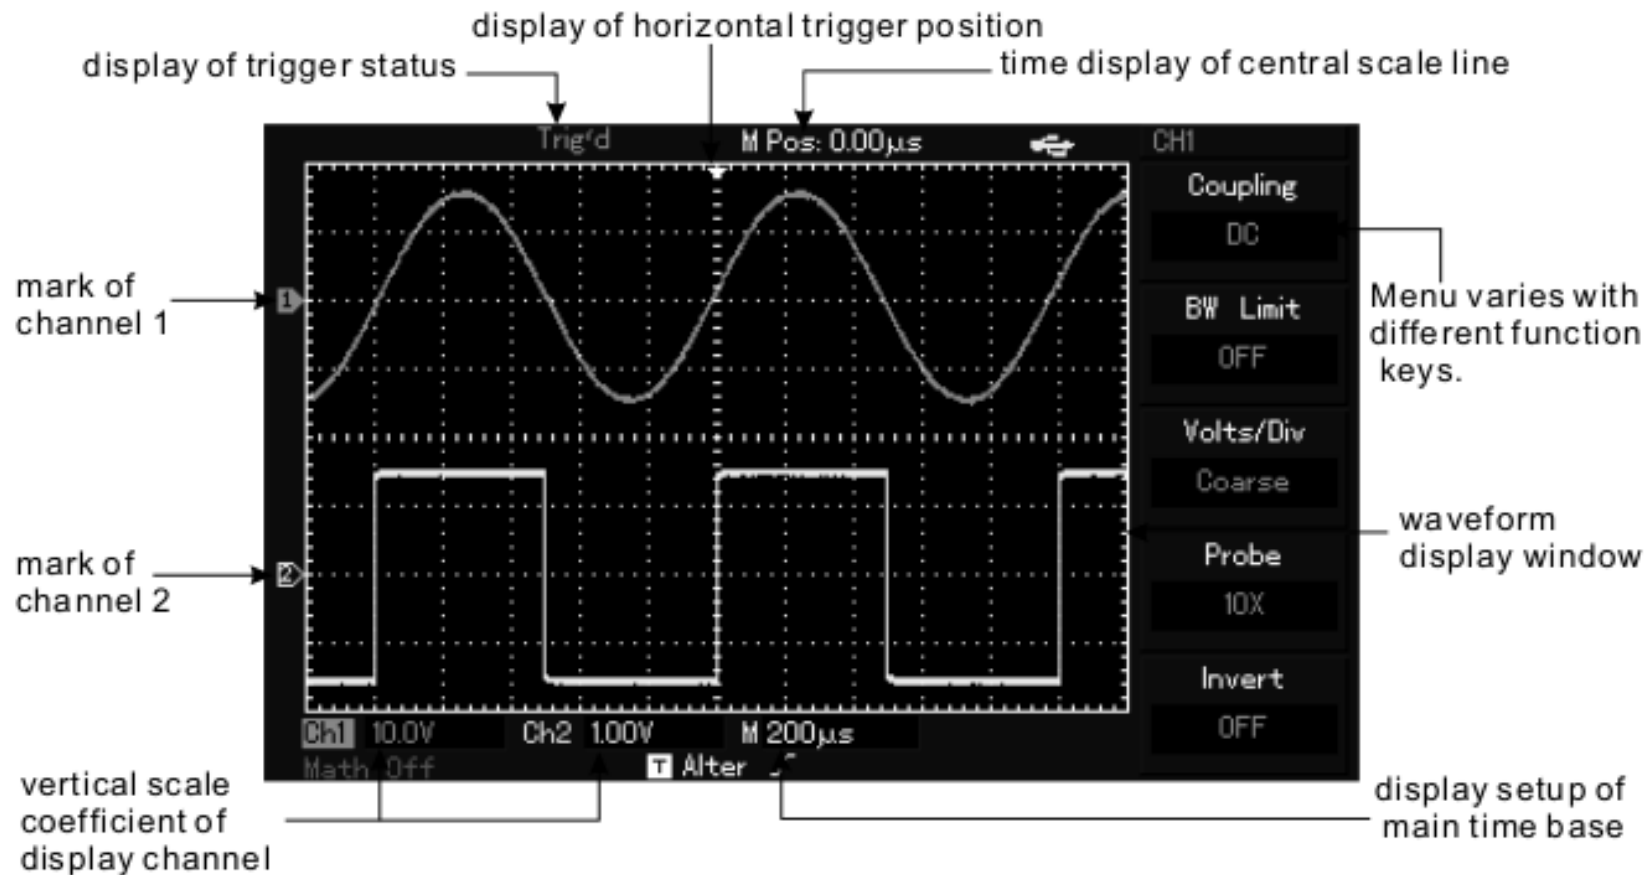 display of horizontal trigger position
display of trigger status
time display of central scale line
Trig'd
M Pos: 0.00μs
CH1
Coupling
DC
mark of
channel 1
1
BW Limit
OFF
Menu varies with
different function
keys.
Volts/Div
Coarse
waveform
display window
mark of
channel 2
2
Probe
10X
Invert
OFF
Ch1 10.0V Ch2 1.00V M 200μs
Math Off
T Alter
vertical scale
coefficient of
display channel
display setup of
main time base